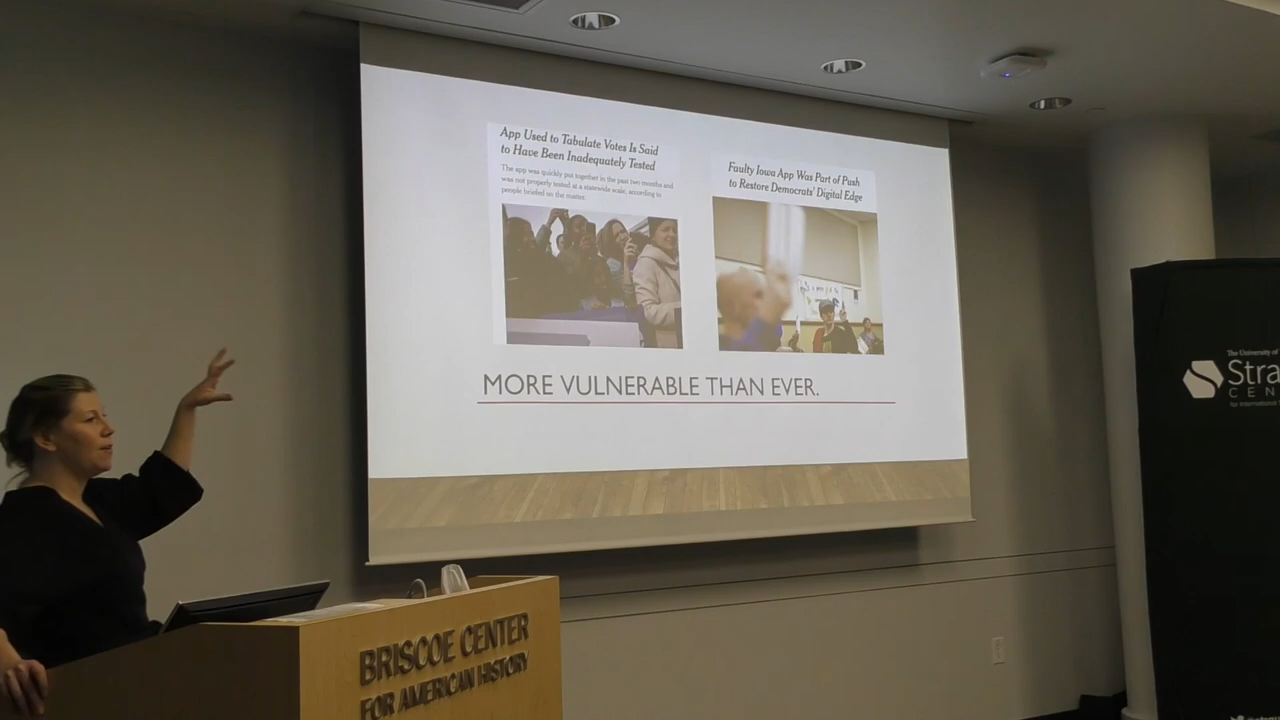 App Used to Tabulate Votes Is Said
to Have Been Inadequately Tested
The app was quickly put together in the past two months and
was not properly tested at a statewide scale, according to
people briefed on the matter.
Faulty Iowa App Was Part of Push
to Restore Democrats' Digital Edge
MORE VULNERABLE THAN EVER.
BRISCOE CENTER
FOR AMERICAN HISTORY
The University of
Stra
CEN
for International